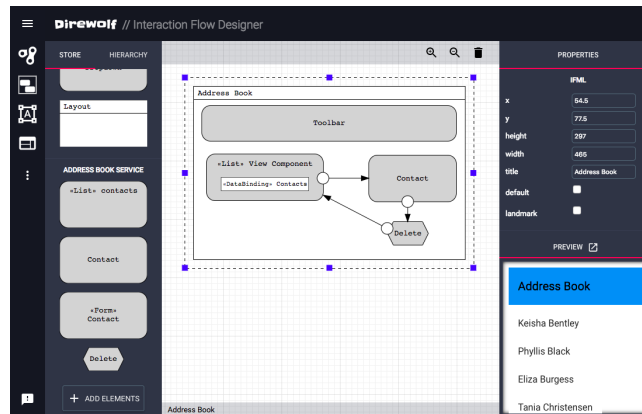 Direwolf // Interaction Flow Designer
STORE
HIERARCHY
Layout
ADDRESS BOOK SERVICE
«List» contacts
Contact
«Form»
Contact
Delete
+ ADD ELEMENTS
Address Book
Toolbar
«List» View Component
«DataBinding» Contacts
Contact
Delete
Address Book
PROPERTIES
IFML
x 54.5
y 77.5
height 297
width 465
title Address Book
default
landmark
PREVIEW
Address Book
Keisha Bentley
Phyllis Black
Eliza Burgess
Tania Christensen